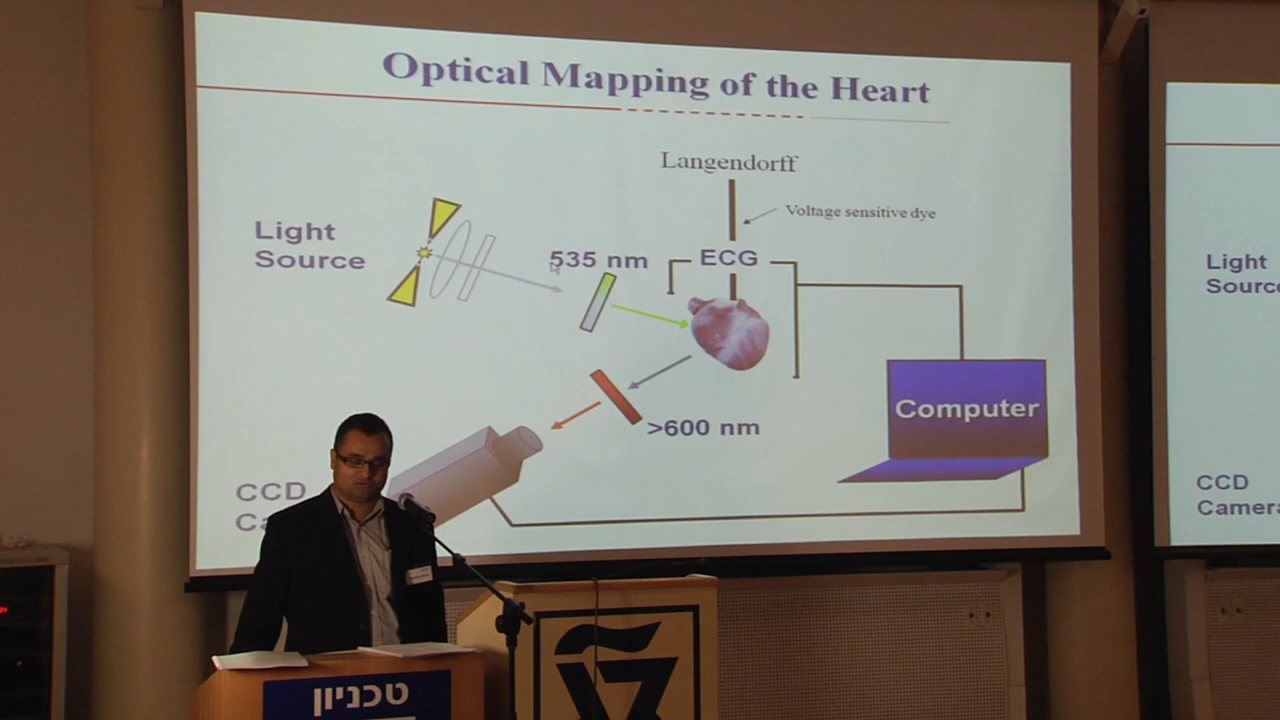 Optical Mapping of the Heart
Langendorff
Voltage sensitive dye
Light
Source
535 nm
ECG
>600 nm
Computer
CCD
Ca
טכניון
Light
Sourc
CCD
Camera